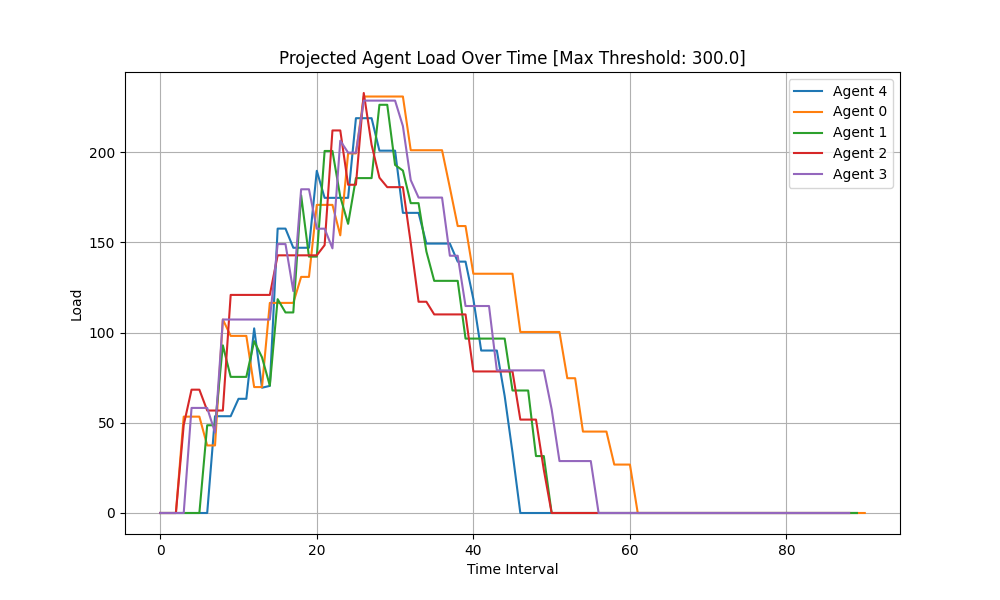 Projected Agent Load Over Time [Max Threshold: 300.0]
Agent 4
Agent 0
Agent 1
Agent 2
Agent 3
200
150
100
50
0
Load
0 20 40 60 80
Time Interval